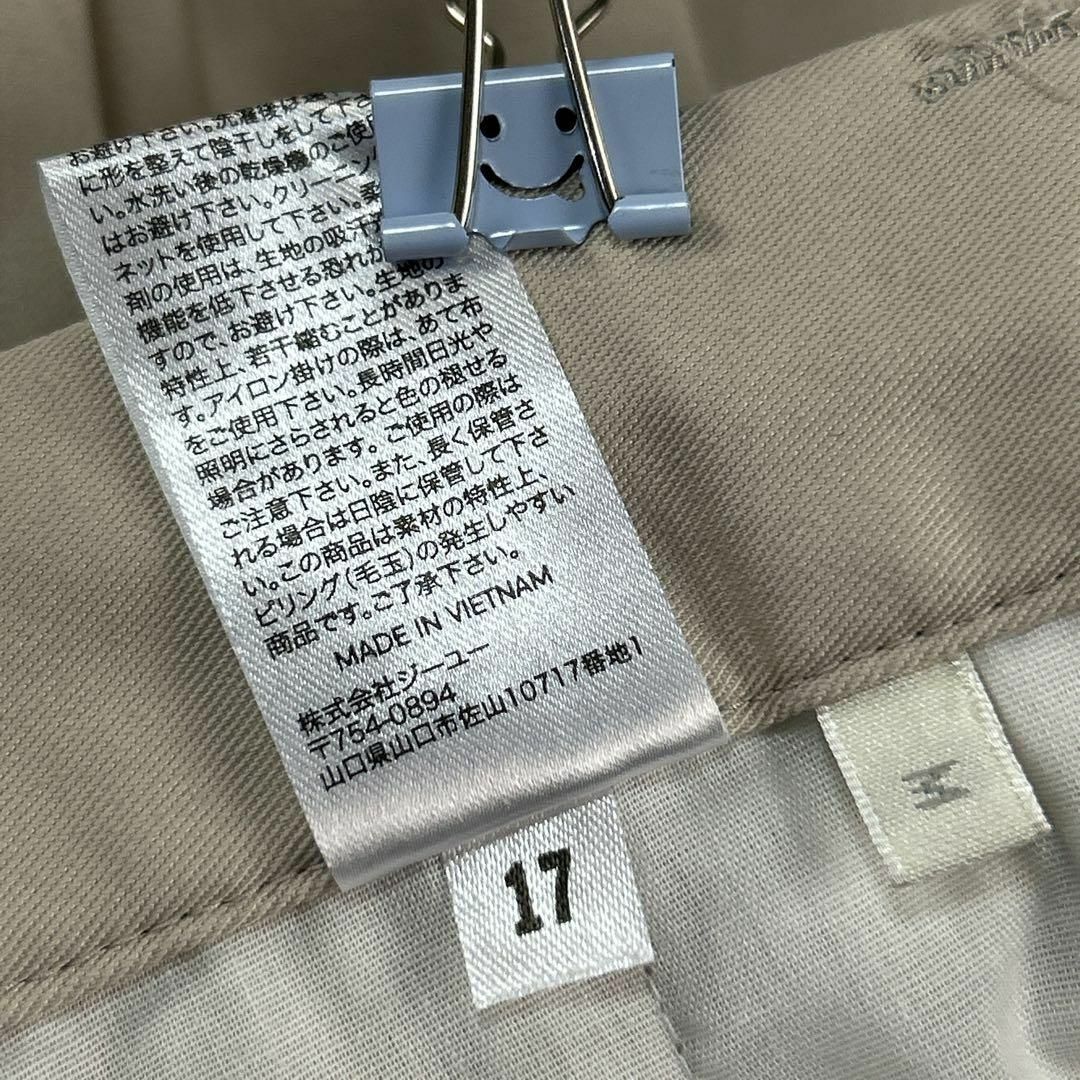 お避け下さい。洗濯後は
に形を整えて陰干しをして下
い。水洗い後の乾燥機のご使
はお避け下さい。クリーニン
ネットを使用して下さい。
剤の使用は、生地の吸汗
機能を低下させる恐れが
すので、お避け下さい。生地の
特性上、若干縮むことがありま
す。アイロン掛けの際は、あて布
をご使用下さい。長時間日光や
照明にさらされると色の褪せる
場合があります。ご使用の際は
ご注意下さい。また、長く保管さ
れる場合は日陰に保管して下さ
い。この商品は素材の特性上、
ピリング(毛玉)の発生しやすい
商品です。ご了承下さい。
MADE IN VIETNAM
株式会社ジーユー
〒754-0894
山口県山口市佐山10717番地1
17
M